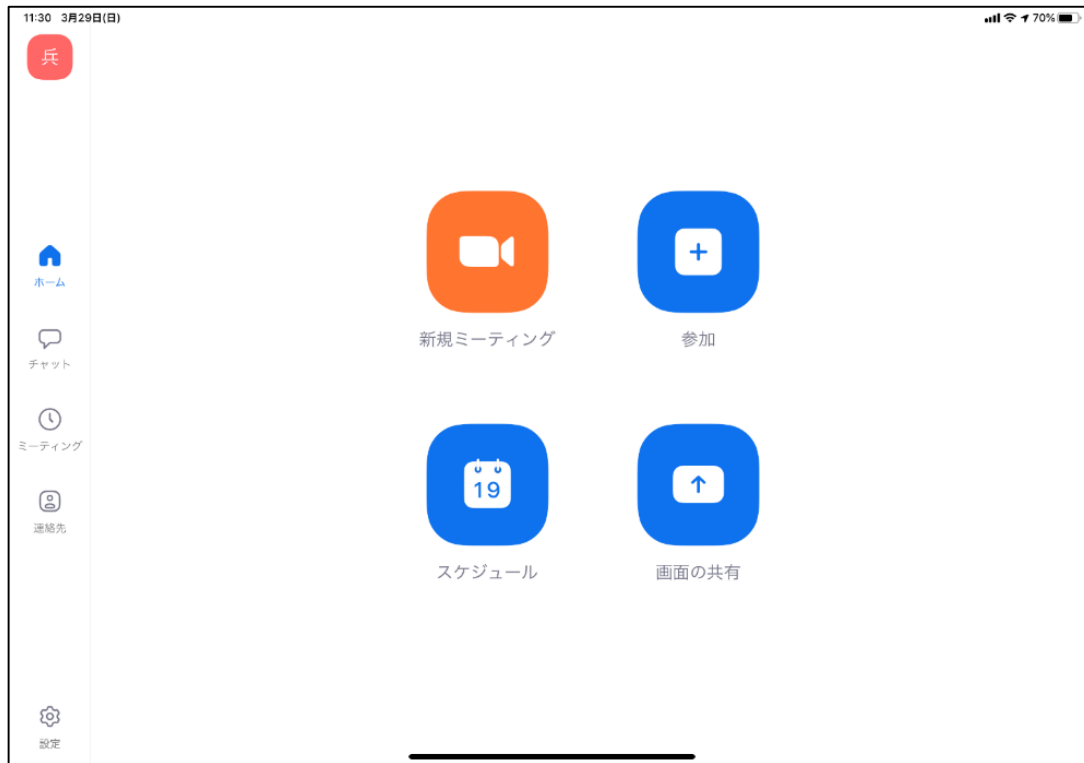 11:30 3月29日(日)
70%
兵
ホーム
チャット
ミーティング
連絡先
設定
新規ミーティング
参加
19
スケジュール
画面の共有